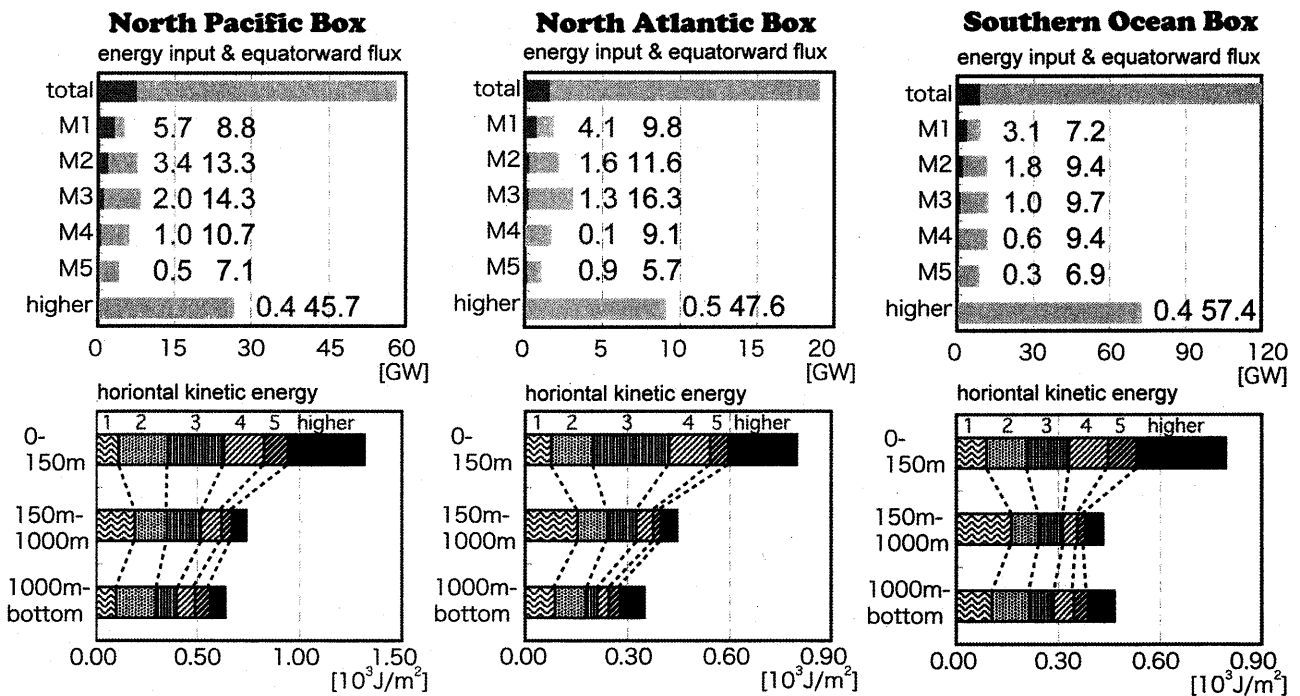 North Pacific Box
energy input & equatorward flux
total
M1 5.7 8.8
M2 3.4 13.3
M3 2.0 14.3
M4 1.0 10.7
M5 0.5 7.1
higher 0.4 45.7
0 15 30 45 60
[GW]
horiontal kinetic energy
1 2 3 4 5 higher
0-
150m
150m-
1000m
1000m-
bottom
0.00 0.50 1.00 1.50
[10³J/m²]
North Atlantic Box
energy input & equatorward flux
total
M1 4.1 9.8
M2 1.6 11.6
M3 1.3 16.3
M4 0.1 9.1
M5 0.9 5.7
higher 0.5 47.6
0 5 10 15 20
[GW]
horiontal kinetic energy
1 2 3 4 5 higher
0-
150m
150m-
1000m
1000m-
bottom
0.00 0.30 0.60 0.90
[10³J/m²]
Southern Ocean Box
energy input & equatorward flux
total
M1 3.1 7.2
M2 1.8 9.4
M3 1.0 9.7
M4 0.6 9.4
M5 0.3 6.9
higher 0.4 57.4
0 30 60 90 120
[GW]
horiontal kinetic energy
1 2 3 4 5 higher
0-
150m
150m-
1000m
1000m-
bottom
0.00 0.30 0.60 0.90
[10³J/m²]